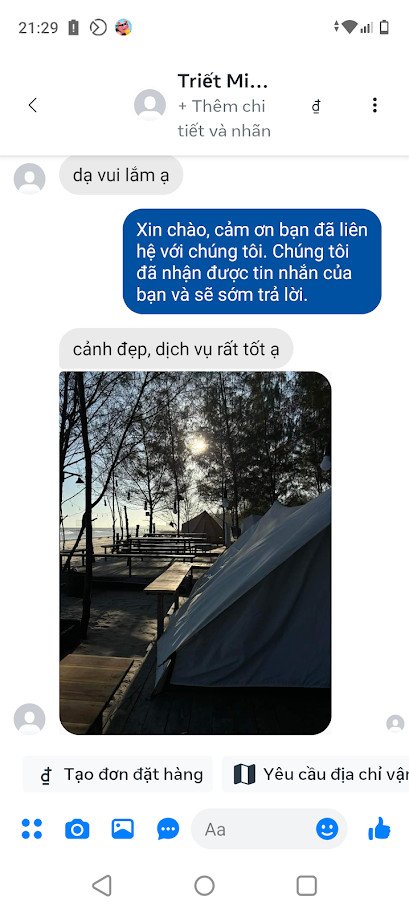 21:29
Triết Mi...
+ Thêm chi
tiết và nhãn
₫
dạ vui lắm ạ
Xin chào, cảm ơn bạn đã liên
hệ với chúng tôi. Chúng tôi
đã nhận được tin nhắn của
bạn và sẽ sớm trả lời.
cảnh đẹp, dịch vụ rất tốt ạ
₫ Tạo đơn đặt hàng
Yêu cầu địa chỉ vậ
Aa